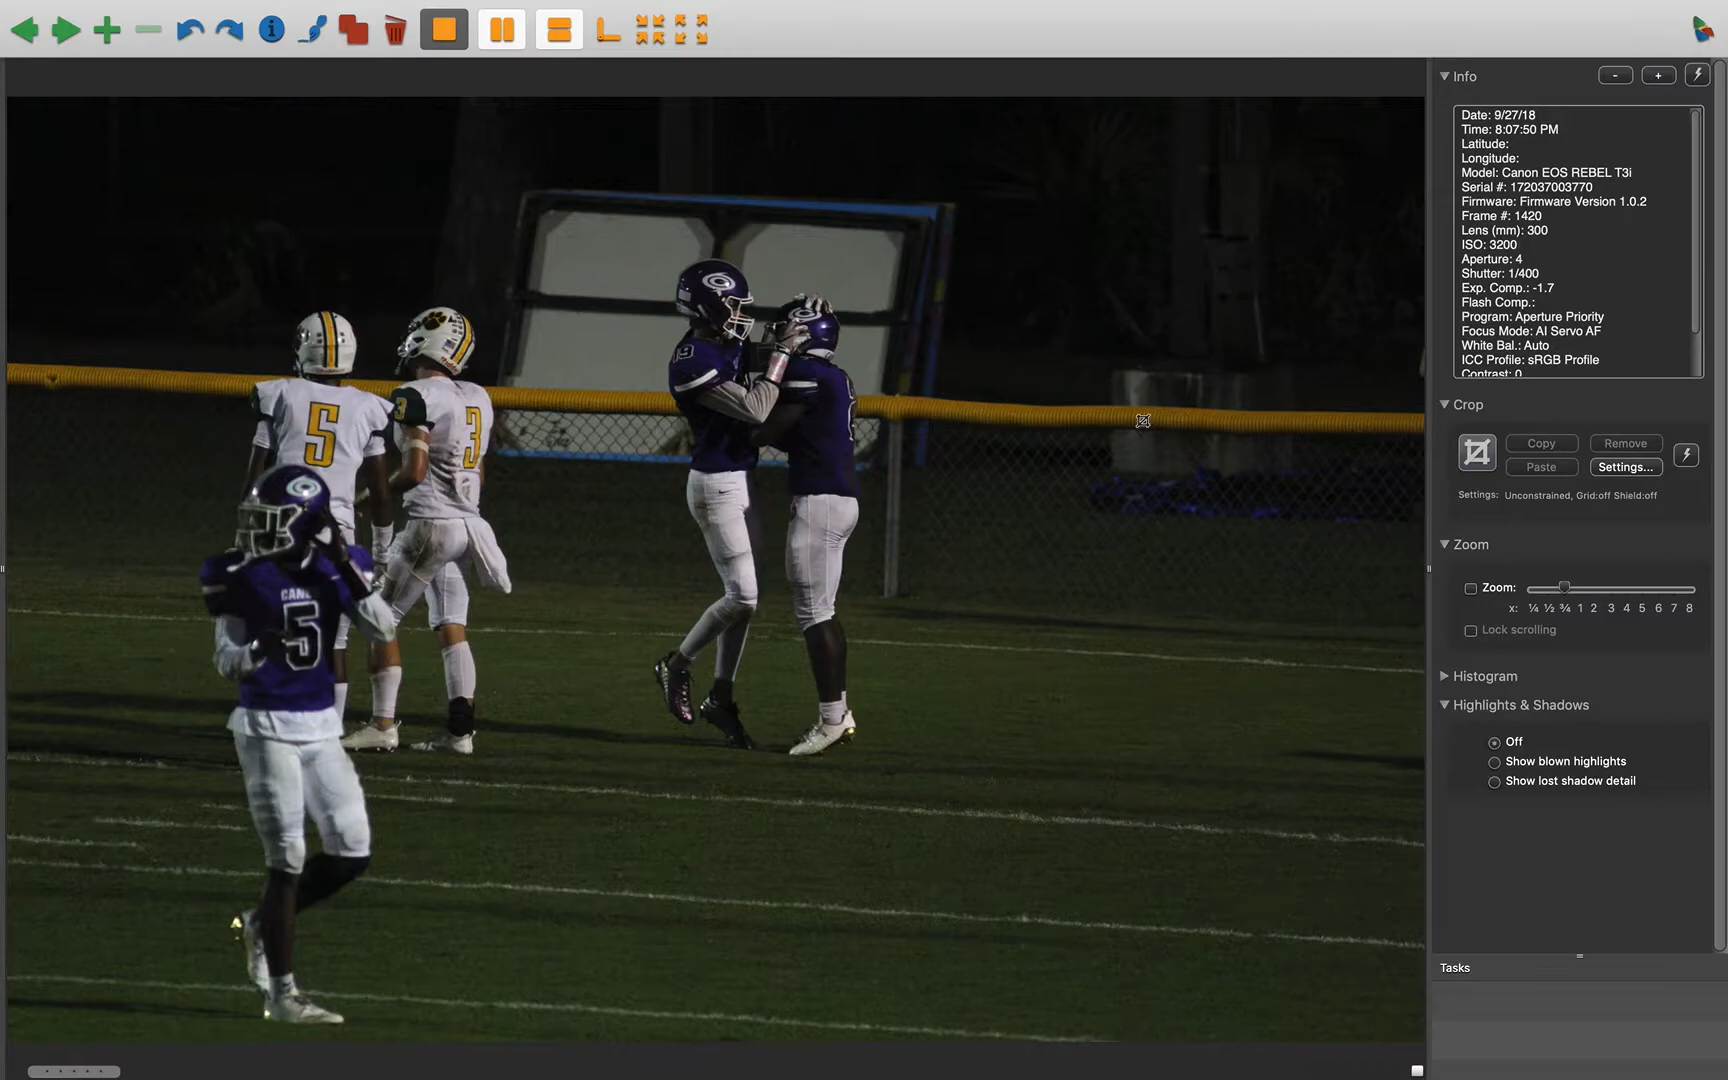 Info
-
+
Date: 9/27/18
Time: 8:07:50 PM
Latitude:
Longitude:
Model: Canon EOS REBEL T3i
Serial #: 172037003770
Firmware: Firmware Version 1.0.2
Frame #: 1420
Lens (mm): 300
ISO: 3200
Aperture: 4
Shutter: 1/400
Exp. Comp.: -1.7
Flash Comp.:
Program: Aperture Priority
Focus Mode: AI Servo AF
White Bal.: Auto
ICC Profile: sRGB Profile
Contrast: 0
Crop
Copy
Remove
Paste
Settings...
Settings: Unconstrained, Grid:off Shield:off
Zoom
Zoom:
x: ¼ ½ ¾ 1 2 3 4 5 6 7 8
Lock scrolling
Histogram
Highlights & Shadows
Off
Show blown highlights
Show lost shadow detail
Tasks
19
5
3
3
5